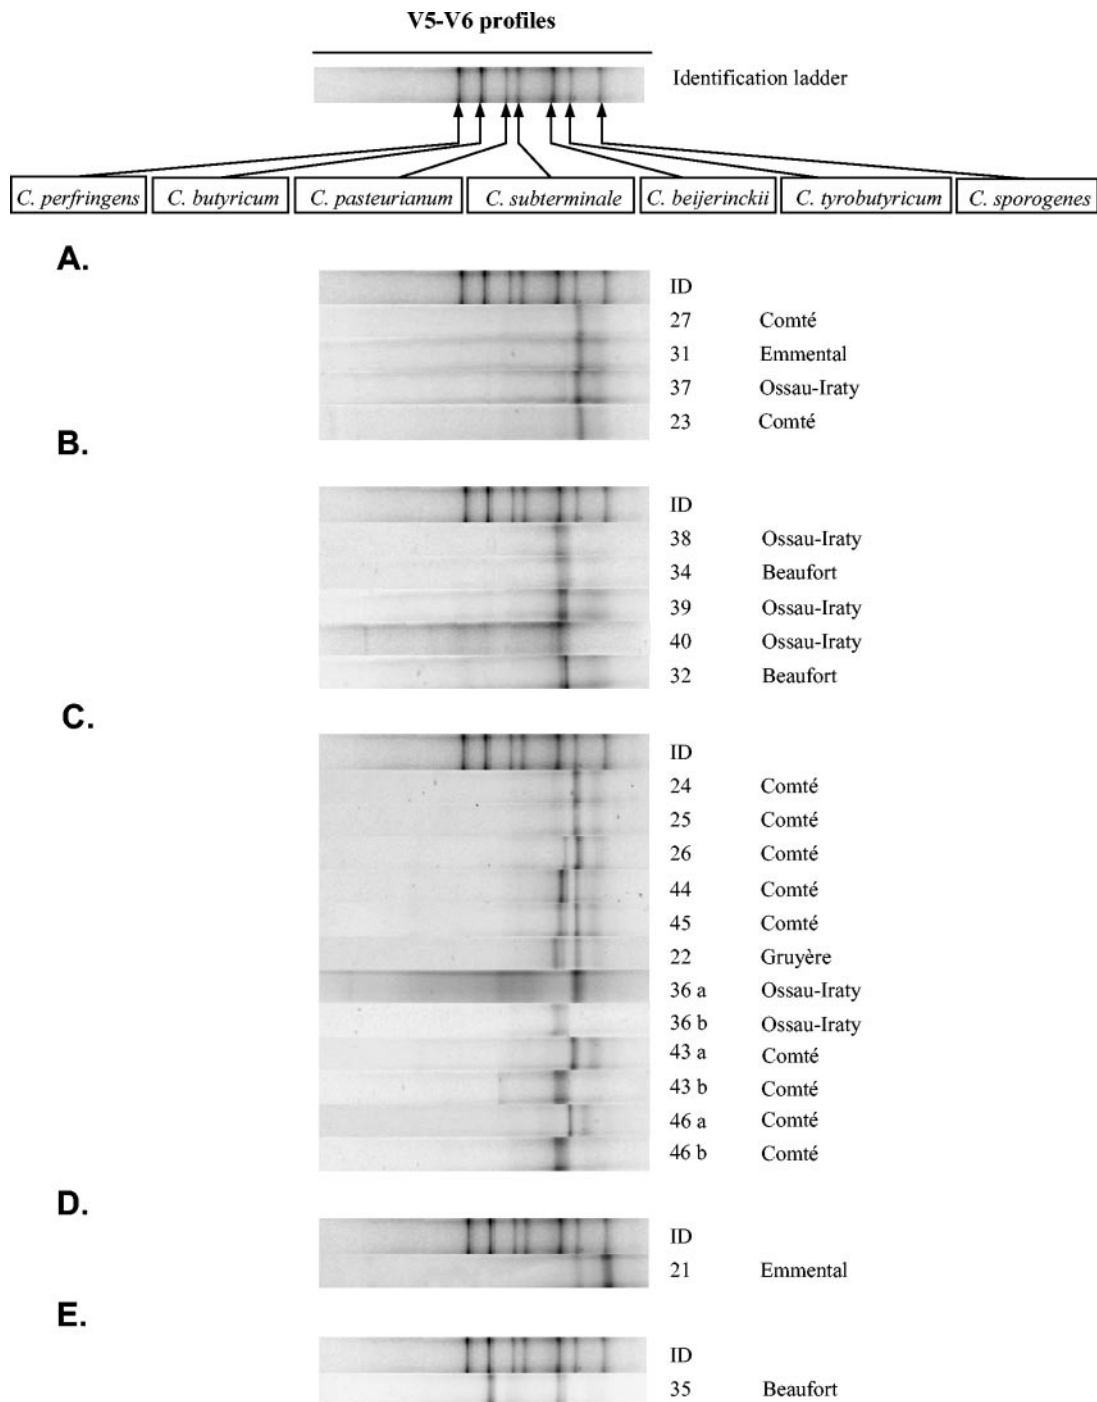 V5-V6 profiles
Identification ladder
C. perfringens C. butyricum C. pasteurianum C. subterminale C. beijerinckii C. tyrobutyricum C. sporogenes
A.
ID
27 Comté
31 Emmental
37 Ossau-Iraty
23 Comté
B.
ID
38 Ossau-Iraty
34 Beaufort
39 Ossau-Iraty
40 Ossau-Iraty
32 Beaufort
C.
ID
24 Comté
25 Comté
26 Comté
44 Comté
45 Comté
22 Gruyère
36 a Ossau-Iraty
36 b Ossau-Iraty
43 a Comté
43 b Comté
46 a Comté
46 b Comté
D.
ID
21 Emmental
E.
ID
35 Beaufort